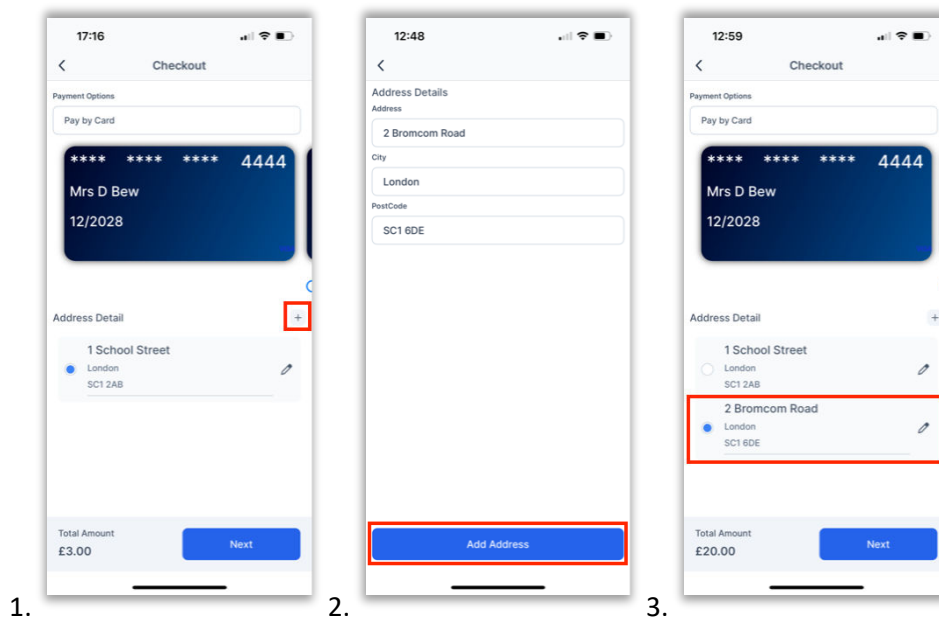 17:16
Checkout
Payment Options
Pay by Card
**** **** **** 4444
Mrs D Bew
12/2028
Address Detail
+
1 School Street
London
SC1 2AB
Total Amount
£3.00
Next
1.
12:48
Address Details
Address
2 Bromcom Road
City
London
PostCode
SC1 6DE
Add Address
2.
12:59
Checkout
Payment Options
Pay by Card
**** **** **** 4444
Mrs D Bew
12/2028
Address Detail
+
1 School Street
London
SC1 2AB
2 Bromcom Road
London
SC1 6DE
Total Amount
£20.00
Next
3.